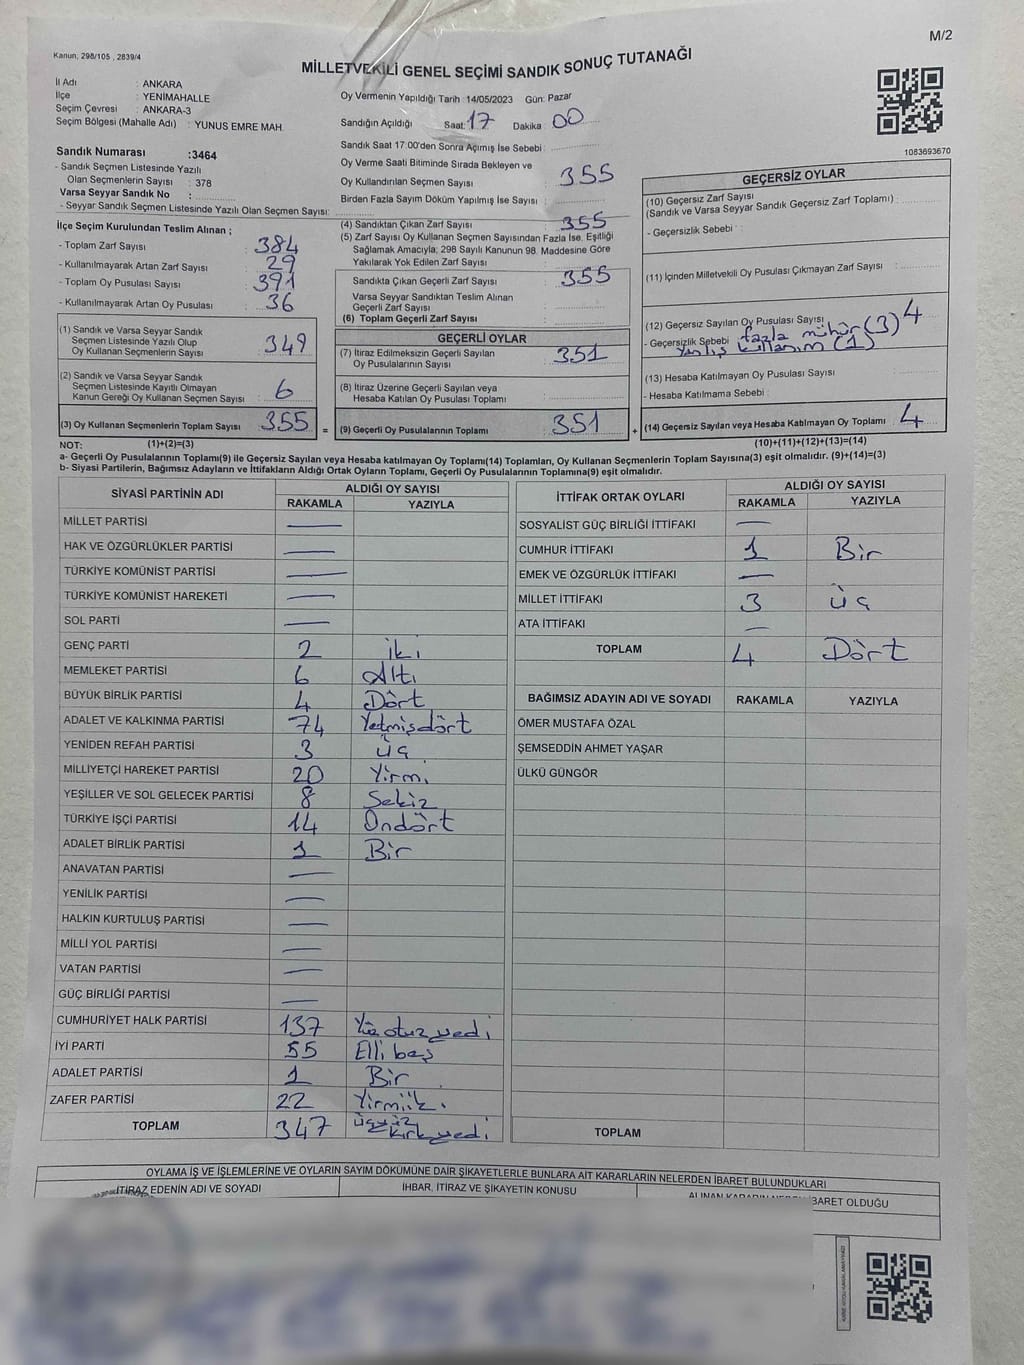 M/2
Kanun; 298/105 , 2839/4
MİLLETVEKİLİ GENEL SEÇİMİ SANDIK SONUÇ TUTANAĞI
İl Adı : ANKARA
İlçe : YENİMAHALLE
Seçim Çevresi : ANKARA-3
Seçim Bölgesi (Mahalle Adı) : YUNUS EMRE MAH.
Oy Vermenin Yapıldığı Tarih :14/05/2023 Gün: Pazar
Sandığın Açıldığı Saat: 17 Dakika 00
Sandık Saat 17:00'den Sonra Açılmış İse Sebebi :
1083693670
Sandık Numarası :3464
- Sandık Seçmen Listesinde Yazılı
Olan Seçmenlerin Sayısı : 378
Varsa Seyyar Sandık No :
- Seyyar Sandık Seçmen Listesinde Yazılı Olan Seçmen Sayısı:
Oy Verme Saati Bitiminde Sırada Bekleyen ve
Oy Kullandırılan Seçmen Sayısı : 355
Birden Fazla Sayım Döküm Yapılmış İse Sayısı :
İlçe Seçim Kurulundan Teslim Alınan ;
- Toplam Zarf Sayısı : 384
- Kullanılmayarak Artan Zarf Sayısı : 29
- Toplam Oy Pusulası Sayısı : 391
- Kullanılmayarak Artan Oy Pusulası : 36
(4) Sandıktan Çıkan Zarf Sayısı : 355
(5) Zarf Sayısı Oy Kullanan Seçmen Sayısından Fazla İse, Eşitliği
Sağlamak Amacıyla; 298 Sayılı Kanunun 98. Maddesine Göre
Yakılarak Yok Edilen Zarf Sayısı :
Sandıkta Çıkan Geçerli Zarf Sayısı : 355
Varsa Seyyar Sandıktan Teslim Alınan
Geçerli Zarf Sayısı :
(6) Toplam Geçerli Zarf Sayısı :
(1) Sandık ve Varsa Seyyar Sandık
Seçmen Listesinde Yazılı Olup
Oy Kullanan Seçmenlerin Sayısı : 349
(2) Sandık ve Varsa Seyyar Sandık
Seçmen Listesinde Kayıtlı Olmayan
Kanun Gereği Oy Kullanan Seçmen Sayısı : 6
(3) Oy Kullanan Seçmenlerin Toplam Sayısı : 355
GEÇERLİ OYLAR
(7) İtiraz Edilmeksizin Geçerli Sayılan
Oy Pusulalarının Sayısı : 351
(8) İtiraz Üzerine Geçerli Sayılan veya
Hesaba Katılan Oy Pusulası Toplamı :
= (9) Geçerli Oy Pusulalarının Toplamı : 351
GEÇERSİZ OYLAR
(10) Geçersiz Zarf Sayısı
(Sandık ve Varsa Seyyar Sandık Geçersiz Zarf Toplamı) :
- Geçersizlik Sebebi :
(11) İçinden Milletvekili Oy Pusulası Çıkmayan Zarf Sayısı :
(12) Geçersiz Sayılan Oy Pusulası Sayısı : 4
- Geçersizlik Sebebi : fazla mühür (3)
Yanlış kullanım (1)
(13) Hesaba Katılmayan Oy Pusulası Sayısı :
- Hesaba Katılmama Sebebi :
+ (14) Geçersiz Sayılan veya Hesaba Katılmayan Oy Toplamı : 4
NOT: (1)+(2)=(3)
(10)+(11)+(12)+(13)=(14)
a- Geçerli Oy Pusulalarının Toplamı(9) ile Geçersiz Sayılan veya Hesaba katılmayan Oy Toplamı(14) Toplamları, Oy Kullanan Seçmenlerin Toplam Sayısına(3) eşit olmalıdır. (9)+(14)=(3)
b- Siyasi Partilerin, Bağımsız Adayların ve İttifakların Aldığı Ortak Oyların Toplamı, Geçerli Oy Pusulalarının Toplamına(9) eşit olmalıdır.
SİYASİ PARTİNİN ADI ALDIĞI OY SAYISI
RAKAMLA YAZIYLA
MİLLET PARTİSİ —
HAK VE ÖZGÜRLÜKLER PARTİSİ —
TÜRKİYE KOMÜNİST PARTİSİ —
TÜRKİYE KOMÜNİST HAREKETİ —
SOL PARTİ —
GENÇ PARTİ 2 iki
MEMLEKET PARTİSİ 6 Altı
BÜYÜK BİRLİK PARTİSİ 4 Dört
ADALET VE KALKINMA PARTİSİ 74 Yetmişdört
YENİDEN REFAH PARTİSİ 3 üç
MİLLİYETÇİ HAREKET PARTİSİ 20 Yirmi
YEŞİLLER VE SOL GELECEK PARTİSİ 8 Sekiz
TÜRKİYE İŞÇİ PARTİSİ 14 Ondört
ADALET BİRLİK PARTİSİ 1 Bir
ANAVATAN PARTİSİ —
YENİLİK PARTİSİ —
HALKIN KURTULUŞ PARTİSİ —
MİLLİ YOL PARTİSİ —
VATAN PARTİSİ —
GÜÇ BİRLİĞİ PARTİSİ —
CUMHURİYET HALK PARTİSİ 137 Yüz otuz yedi
İYİ PARTİ 55 Elli beş
ADALET PARTİSİ 1 Bir
ZAFER PARTİSİ 22 Yirmiiki
TOPLAM 347 üçyüz kırk yedi
İTTİFAK ORTAK OYLARI ALDIĞI OY SAYISI
RAKAMLA YAZIYLA
SOSYALİST GÜÇ BİRLİĞİ İTTİFAKI —
CUMHUR İTTİFAKI 1 Bir
EMEK VE ÖZGÜRLÜK İTTİFAKI —
MİLLET İTTİFAKI 3 üç
ATA İTTİFAKI —
TOPLAM 4 Dört
BAĞIMSIZ ADAYIN ADI VE SOYADI RAKAMLA YAZIYLA
ÖMER MUSTAFA ÖZAL
ŞEMSEDDİN AHMET YAŞAR
ÜLKÜ GÜNGÖR
TOPLAM
OYLAMA İŞ VE İŞLEMLERİNE VE OYLARIN SAYIM DÖKÜMÜNE DAİR ŞİKAYETLERLE BUNLARA AİT KARARLARIN NELERDEN İBARET BULUNDUKLARI
İTİRAZ EDENİN ADI VE SOYADI İHBAR, İTİRAZ VE ŞİKAYETİN KONUSU ALINAN KARARIN NEDEN İBARET OLDUĞU